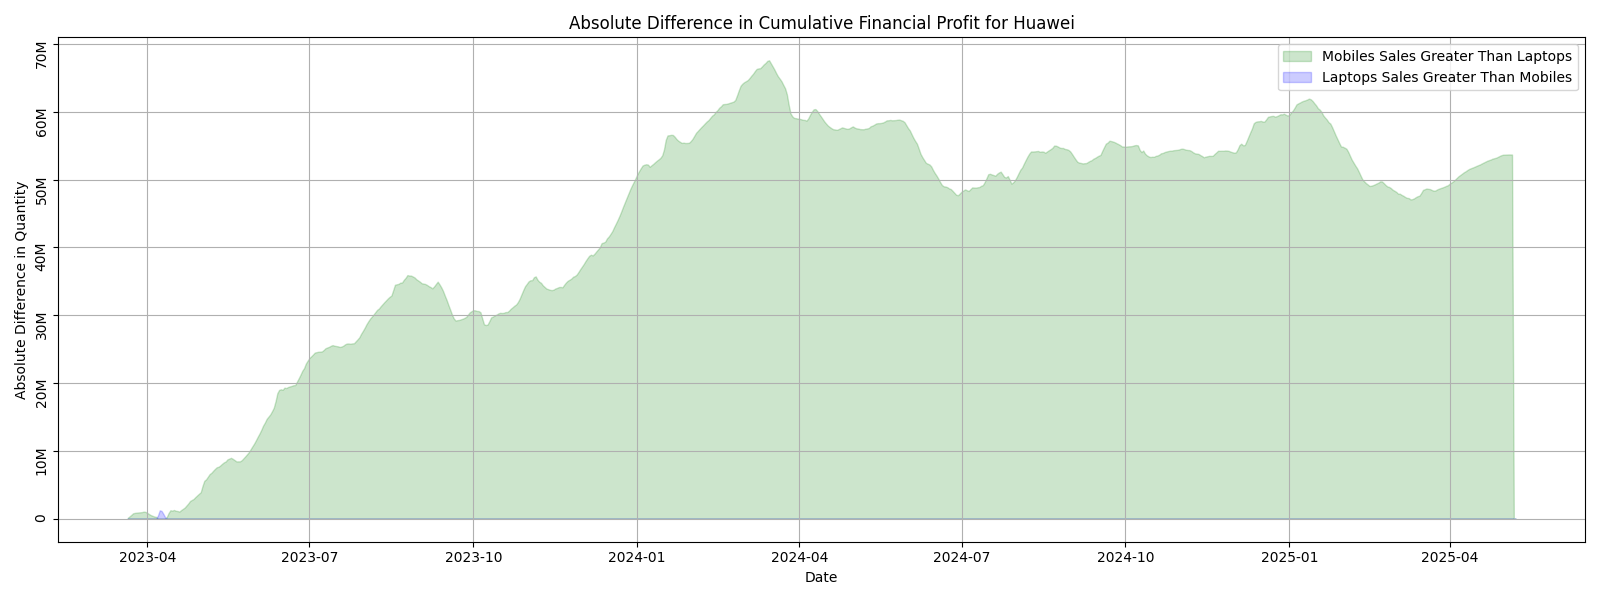 Absolute Difference in Cumulative Financial Profit for Huawei
Mobiles Sales Greater Than Laptops
Laptops Sales Greater Than Mobiles
Absolute Difference in Quantity
70M
60M
50M
40M
30M
20M
10M
0
2023-04
2023-07
2023-10
2024-01
2024-04
2024-07
2024-10
2025-01
2025-04
Date